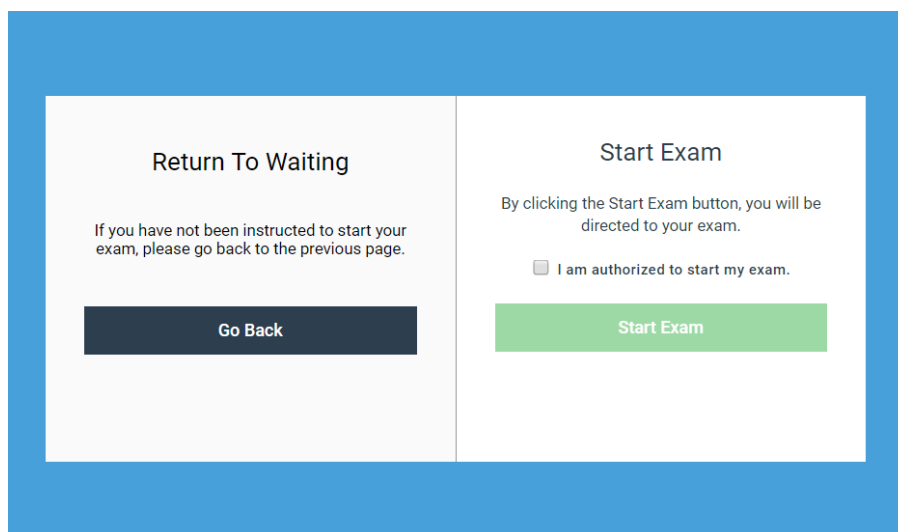 Return To Waiting
If you have not been instructed to start your
exam, please go back to the previous page.
Go Back
Start Exam
By clicking the Start Exam button, you will be
directed to your exam.
I am authorized to start my exam.
Start Exam